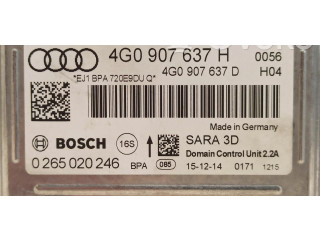 4G0 907 637 H 0056
*EJ1 BPA 720E9DU Q* 4G0 907 637 D H04
Made in Germany
BOSCH 16S SARA 3D
Domain Control Unit 2.2A
0 265 020 246 BPA 085 15-12-14 0171 1215